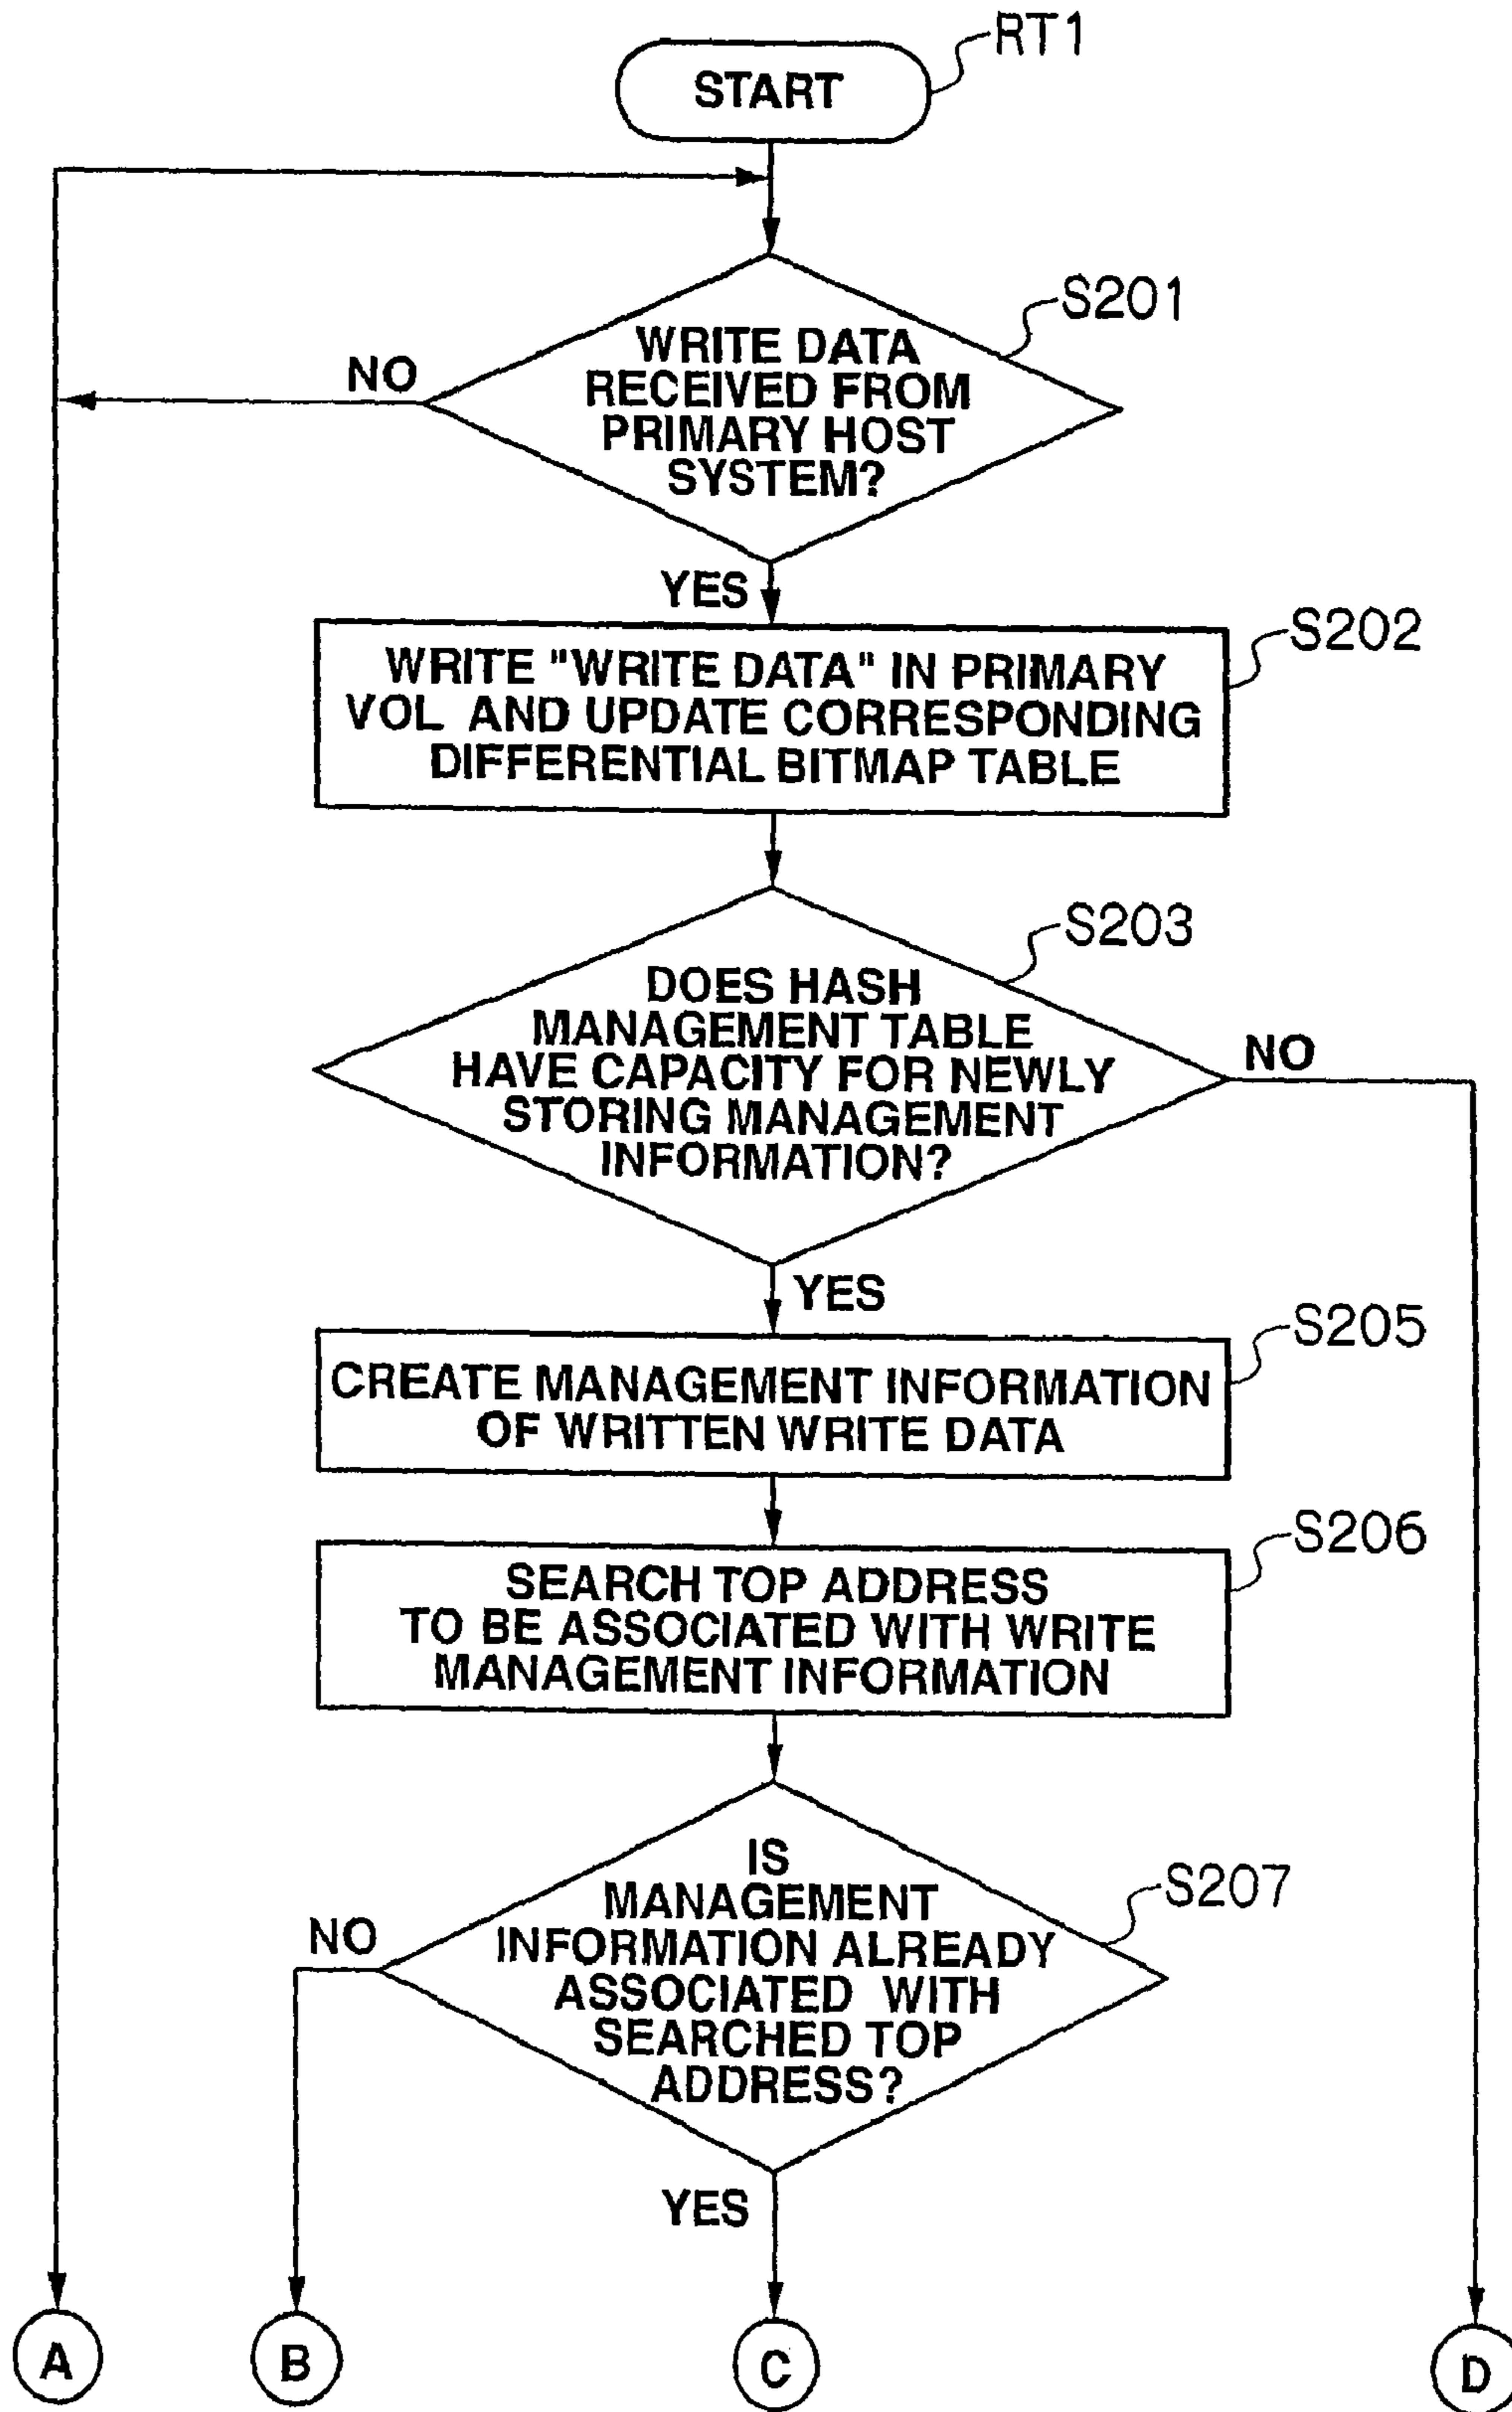 RT1
START
S201
WRITE DATA
RECEIVED FROM
PRIMARY HOST
SYSTEM?
NO
YES
S202
WRITE "WRITE DATA" IN PRIMARY
VOL AND UPDATE CORRESPONDING
DIFFERENTIAL BITMAP TABLE
S203
DOES HASH
MANAGEMENT TABLE
HAVE CAPACITY FOR NEWLY
STORING MANAGEMENT
INFORMATION?
NO
YES
S205
CREATE MANAGEMENT INFORMATION
OF WRITTEN WRITE DATA
S206
SEARCH TOP ADDRESS
TO BE ASSOCIATED WITH WRITE
MANAGEMENT INFORMATION
S207
IS
MANAGEMENT
INFORMATION ALREADY
ASSOCIATED WITH
SEARCHED TOP
ADDRESS?
NO
YES
A
B
C
D